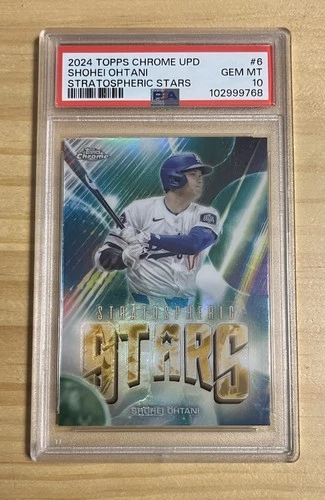 2024 TOPPS CHROME UPD #6
SHOHEI OHTANI GEM MT
STRATOSPHERIC STARS 10
PSA 102999768
Topps
Chrome
STRATOSPHERIC
STARS
SHOHEI OHTANI